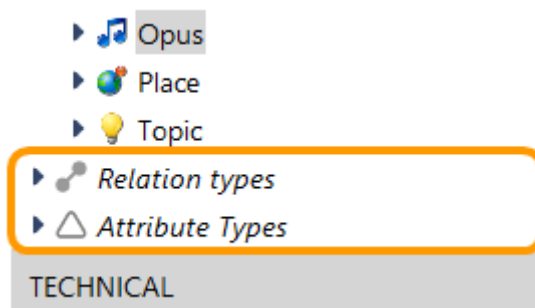 Opus
Place
Topic
Relation types
Attribute Types
TECHNICAL